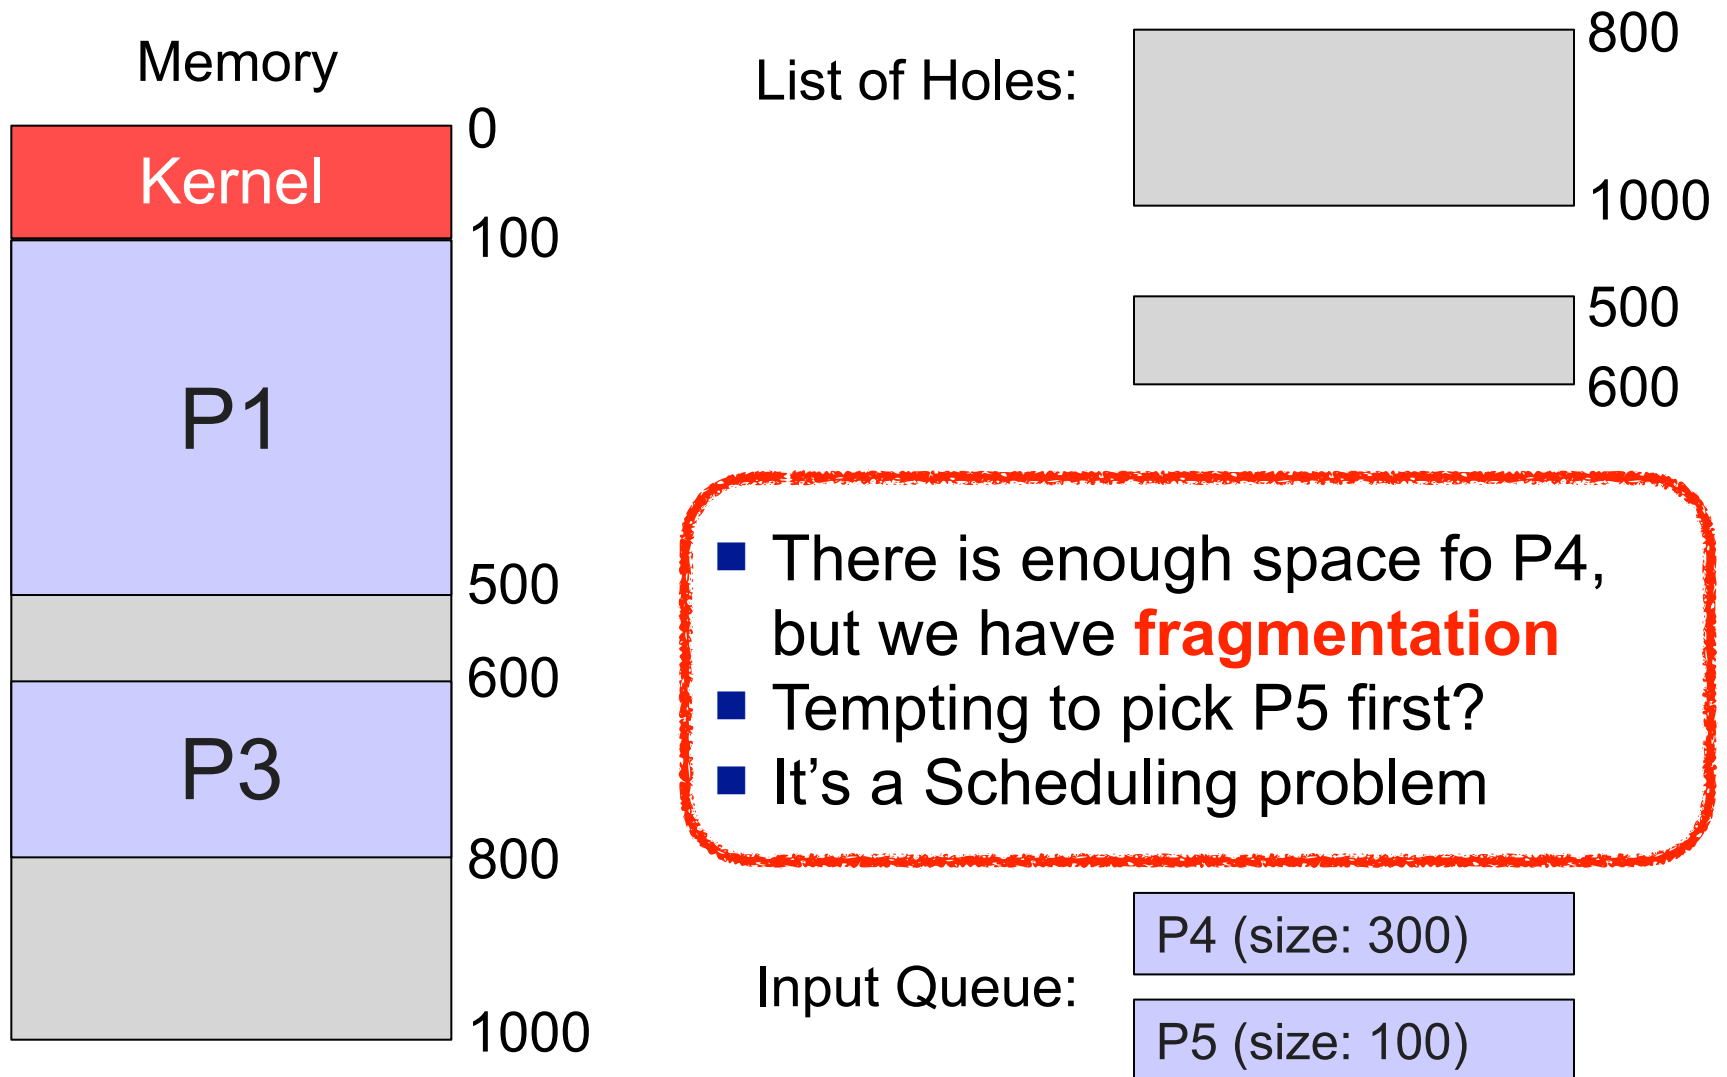 Memory
0
Kernel
100
P1
500
600
P3
800
1000
List of Holes:
800
1000
500
600
■ There is enough space fo P4,
but we have fragmentation
■ Tempting to pick P5 first?
■ It’s a Scheduling problem
Input Queue:
P4 (size: 300)
P5 (size: 100)